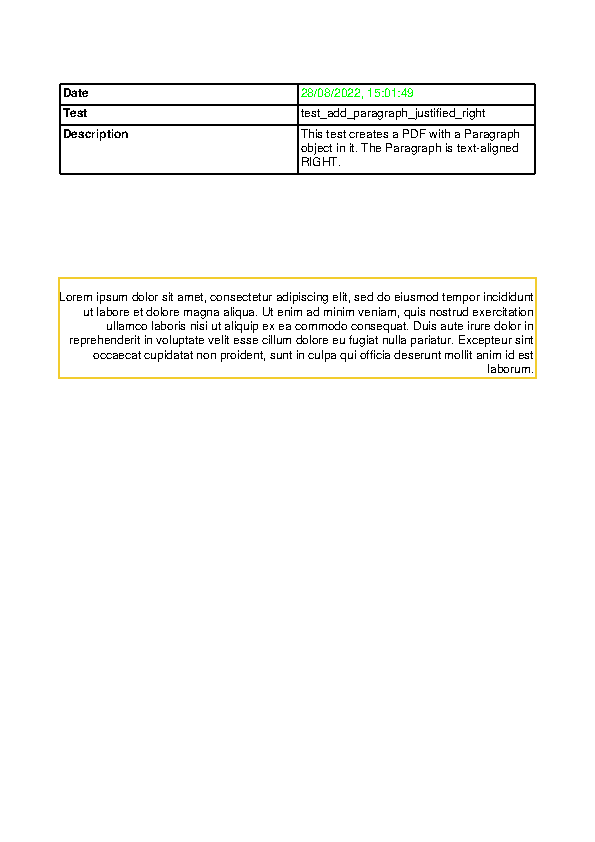 Date 28/08/2022, 15:01:49
Test test_add_paragraph_justified_right
Description This test creates a PDF with a Paragraph
object in it. The Paragraph is text-aligned
RIGHT.
Lorem ipsum dolor sit amet, consectetur adipiscing elit, sed do eiusmod tempor incididunt
ut labore et dolore magna aliqua. Ut enim ad minim veniam, quis nostrud exercitation
ullamco laboris nisi ut aliquip ex ea commodo consequat. Duis aute irure dolor in
reprehenderit in voluptate velit esse cillum dolore eu fugiat nulla pariatur. Excepteur sint
occaecat cupidatat non proident, sunt in culpa qui officia deserunt mollit anim id est
laborum.